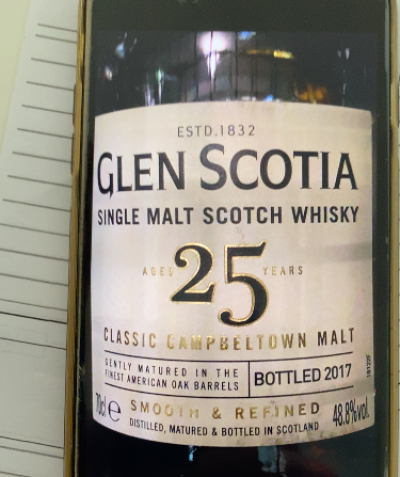 ESTD.1832
GLEN SCOTIA
SINGLE MALT SCOTCH WHISKY
AGED 25 YEARS
CLASSIC CAMPBELTOWN MALT
GENTLY MATURED IN THE
FINEST AMERICAN OAK BARRELS
BOTTLED 2017
70cl e
SMOOTH & REFINED
48.8%vol.
DISTILLED, MATURED & BOTTLED IN SCOTLAND